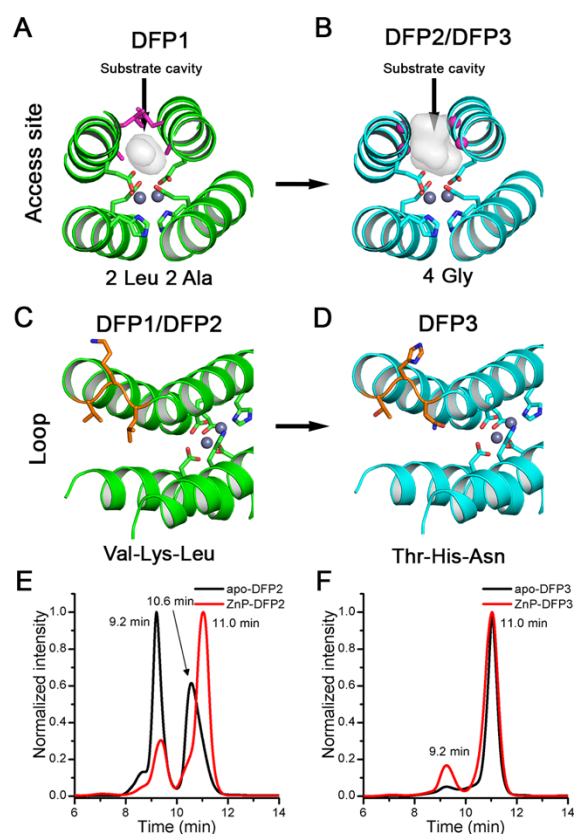 A
DFP1
Substrate cavity
B
DFP2/DFP3
Substrate cavity
Access site
2 Leu 2 Ala
4 Gly
C
DFP1/DFP2
D
DFP3
Loop
Val-Lys-Leu
Thr-His-Asn
E
10.6 min
apo-DFP2
ZnP-DFP2
9.2 min
11.0 min
Normalized intensity
1.0
0.8
0.6
0.4
0.2
0.0
6 8 10 12 14
Time (min)
F
apo-DFP3
ZnP-DFP3
11.0 min
9.2 min
Normalized intensity
1.0
0.8
0.6
0.4
0.2
0.0
6 8 10 12 14
Time (min)